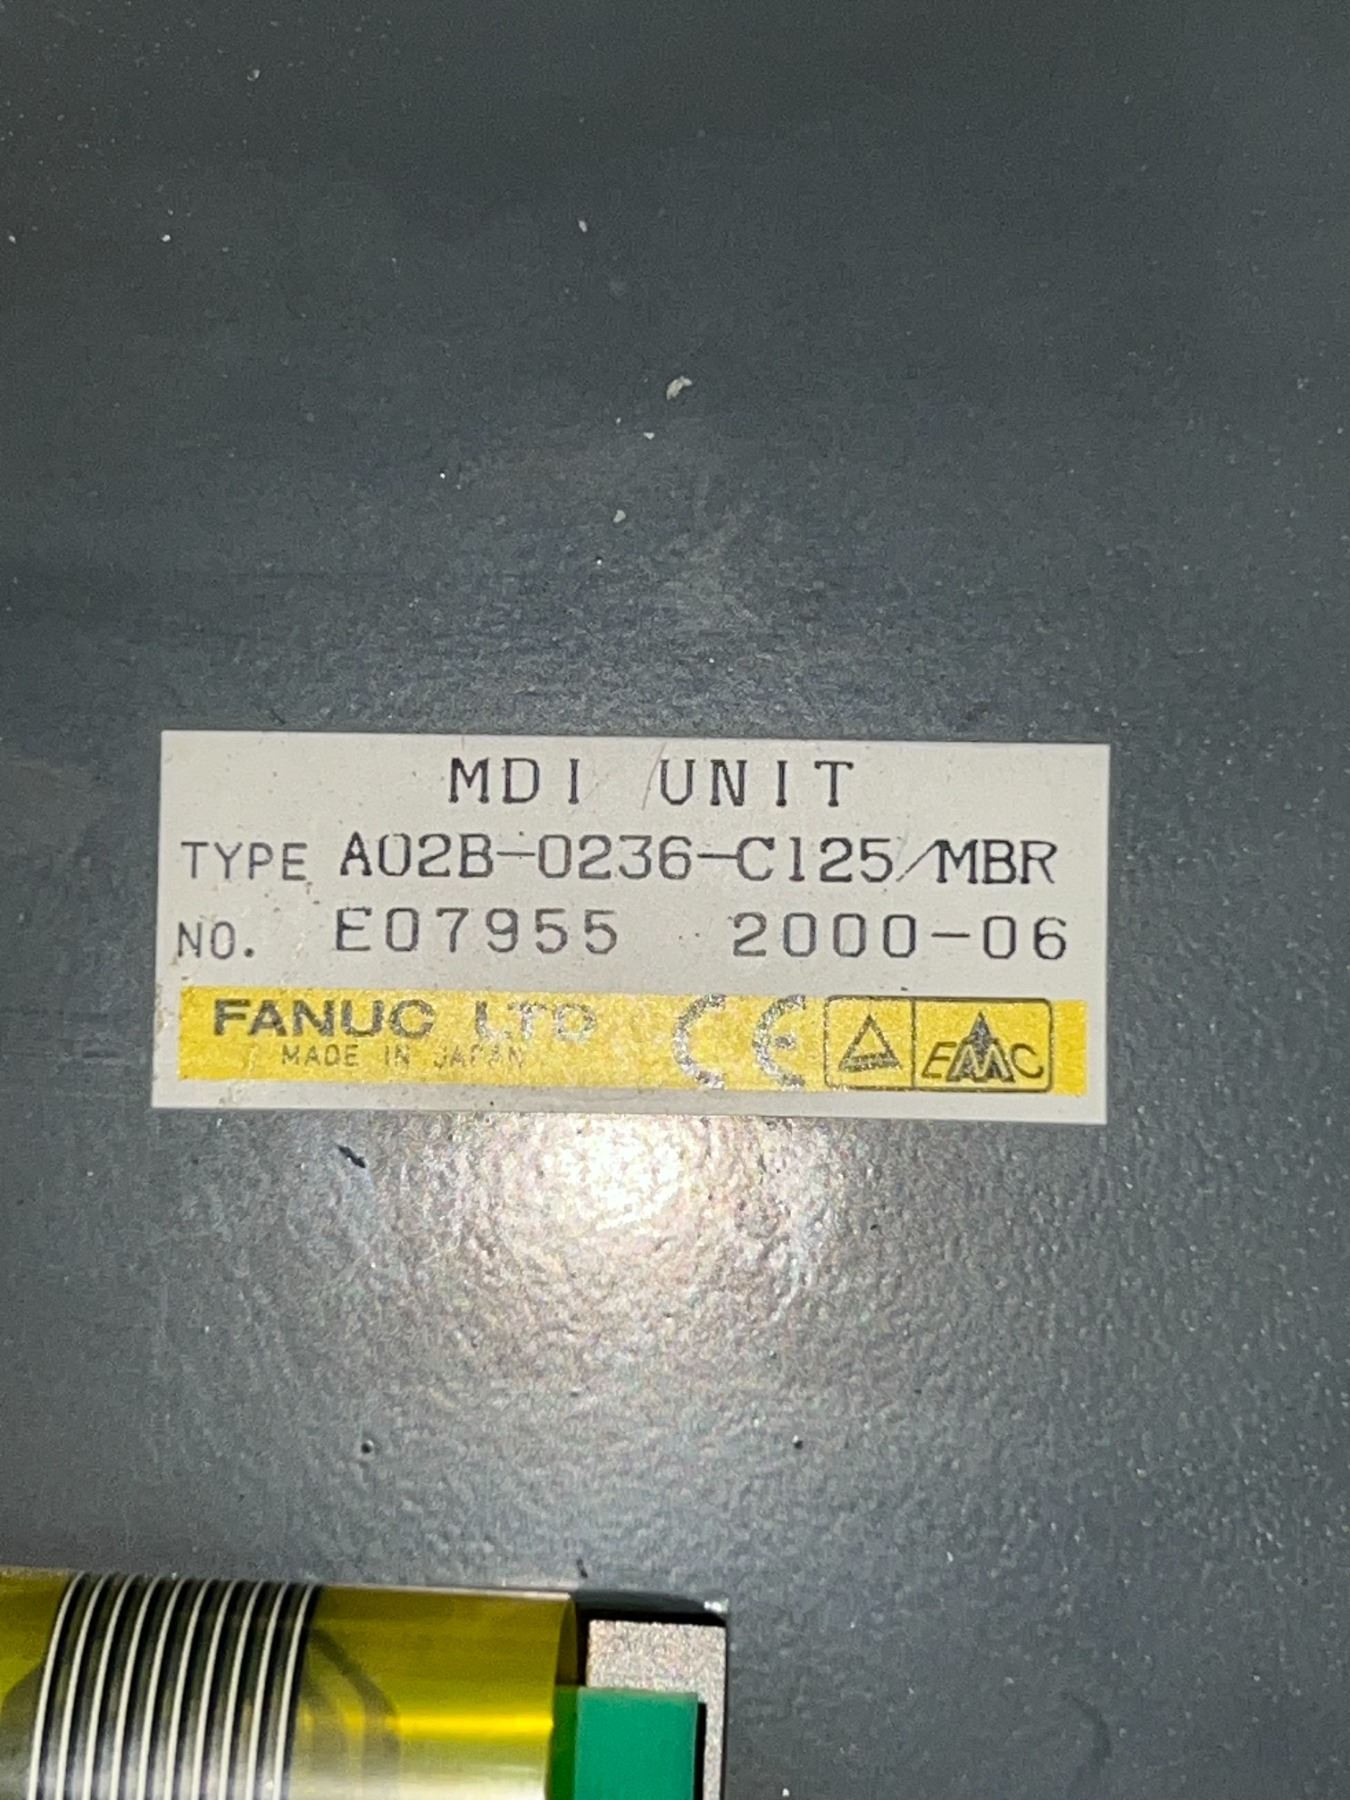 MDI UNIT
TYPE A02B-0236-C125/MBR
NO. E07955 2000-06
FANUC LTD CE EMC
MADE IN JAPAN